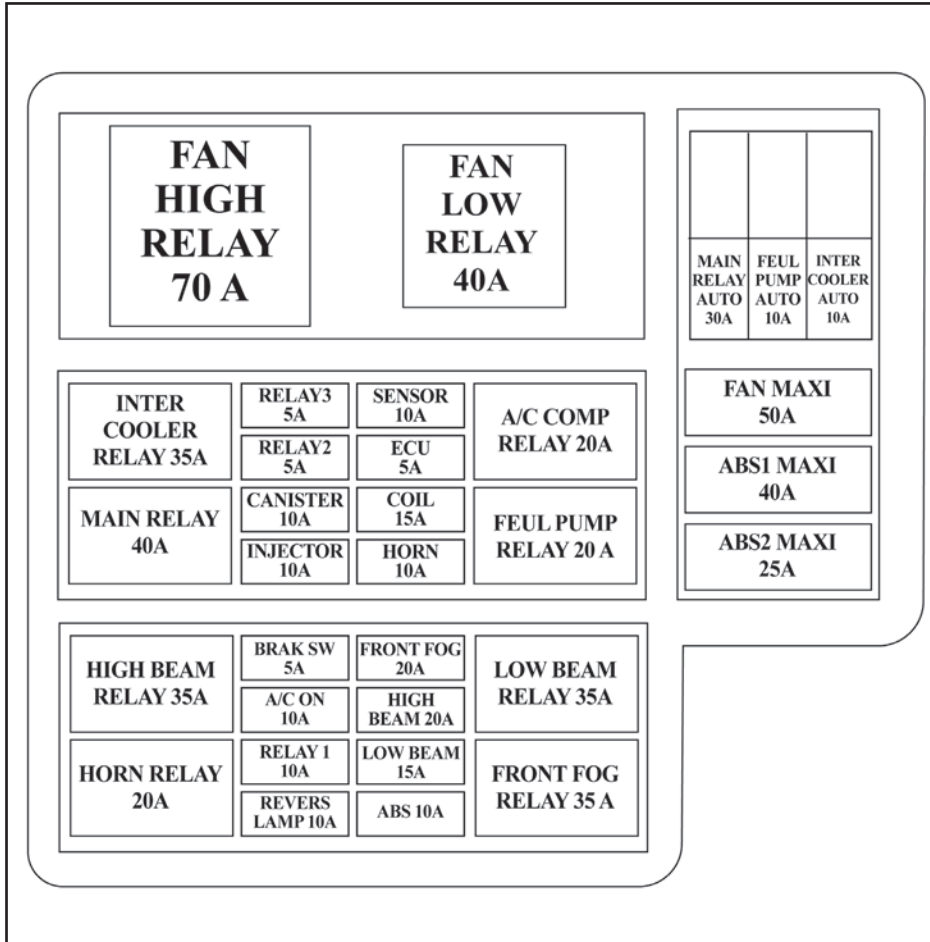 FAN
HIGH
RELAY
70 A
FAN
LOW
RELAY
40A
MAIN
RELAY
AUTO
30A
FEUL
PUMP
AUTO
10A
INTER
COOLER
AUTO
10A
FAN MAXI
50A
ABS1 MAXI
40A
ABS2 MAXI
25A
INTER
COOLER
RELAY 35A
MAIN RELAY
40A
RELAY3
5A
RELAY2
5A
CANISTER
10A
INJECTOR
10A
SENSOR
10A
ECU
5A
COIL
15A
HORN
10A
A/C COMP
RELAY 20A
FEUL PUMP
RELAY 20 A
HIGH BEAM
RELAY 35A
HORN RELAY
20A
BRAK SW
5A
A/C ON
10A
RELAY 1
10A
REVERS
LAMP 10A
FRONT FOG
20A
HIGH
BEAM 20A
LOW BEAM
15A
ABS 10A
LOW BEAM
RELAY 35A
FRONT FOG
RELAY 35 A